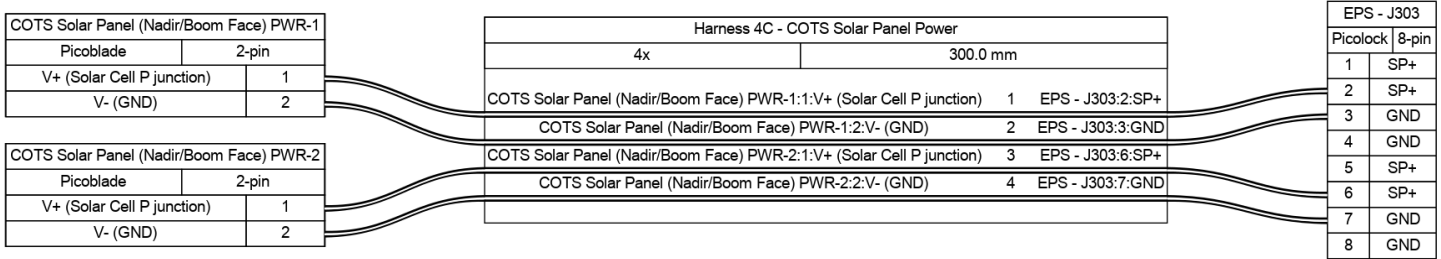 COTS Solar Panel (Nadir/Boom Face) PWR-1
Picoblade 2-pin
V+ (Solar Cell P junction) 1
V- (GND) 2
COTS Solar Panel (Nadir/Boom Face) PWR-2
Picoblade 2-pin
V+ (Solar Cell P junction) 1
V- (GND) 2
Harness 4C - COTS Solar Panel Power
4x 300.0 mm
COTS Solar Panel (Nadir/Boom Face) PWR-1:1:V+ (Solar Cell P junction) 1 EPS - J303:2:SP+
COTS Solar Panel (Nadir/Boom Face) PWR-1:2:V- (GND) 2 EPS - J303:3:GND
COTS Solar Panel (Nadir/Boom Face) PWR-2:1:V+ (Solar Cell P junction) 3 EPS - J303:6:SP+
COTS Solar Panel (Nadir/Boom Face) PWR-2:2:V- (GND) 4 EPS - J303:7:GND
EPS - J303
Picolock 8-pin
1 SP+
2 SP+
3 GND
4 GND
5 SP+
6 SP+
7 GND
8 GND